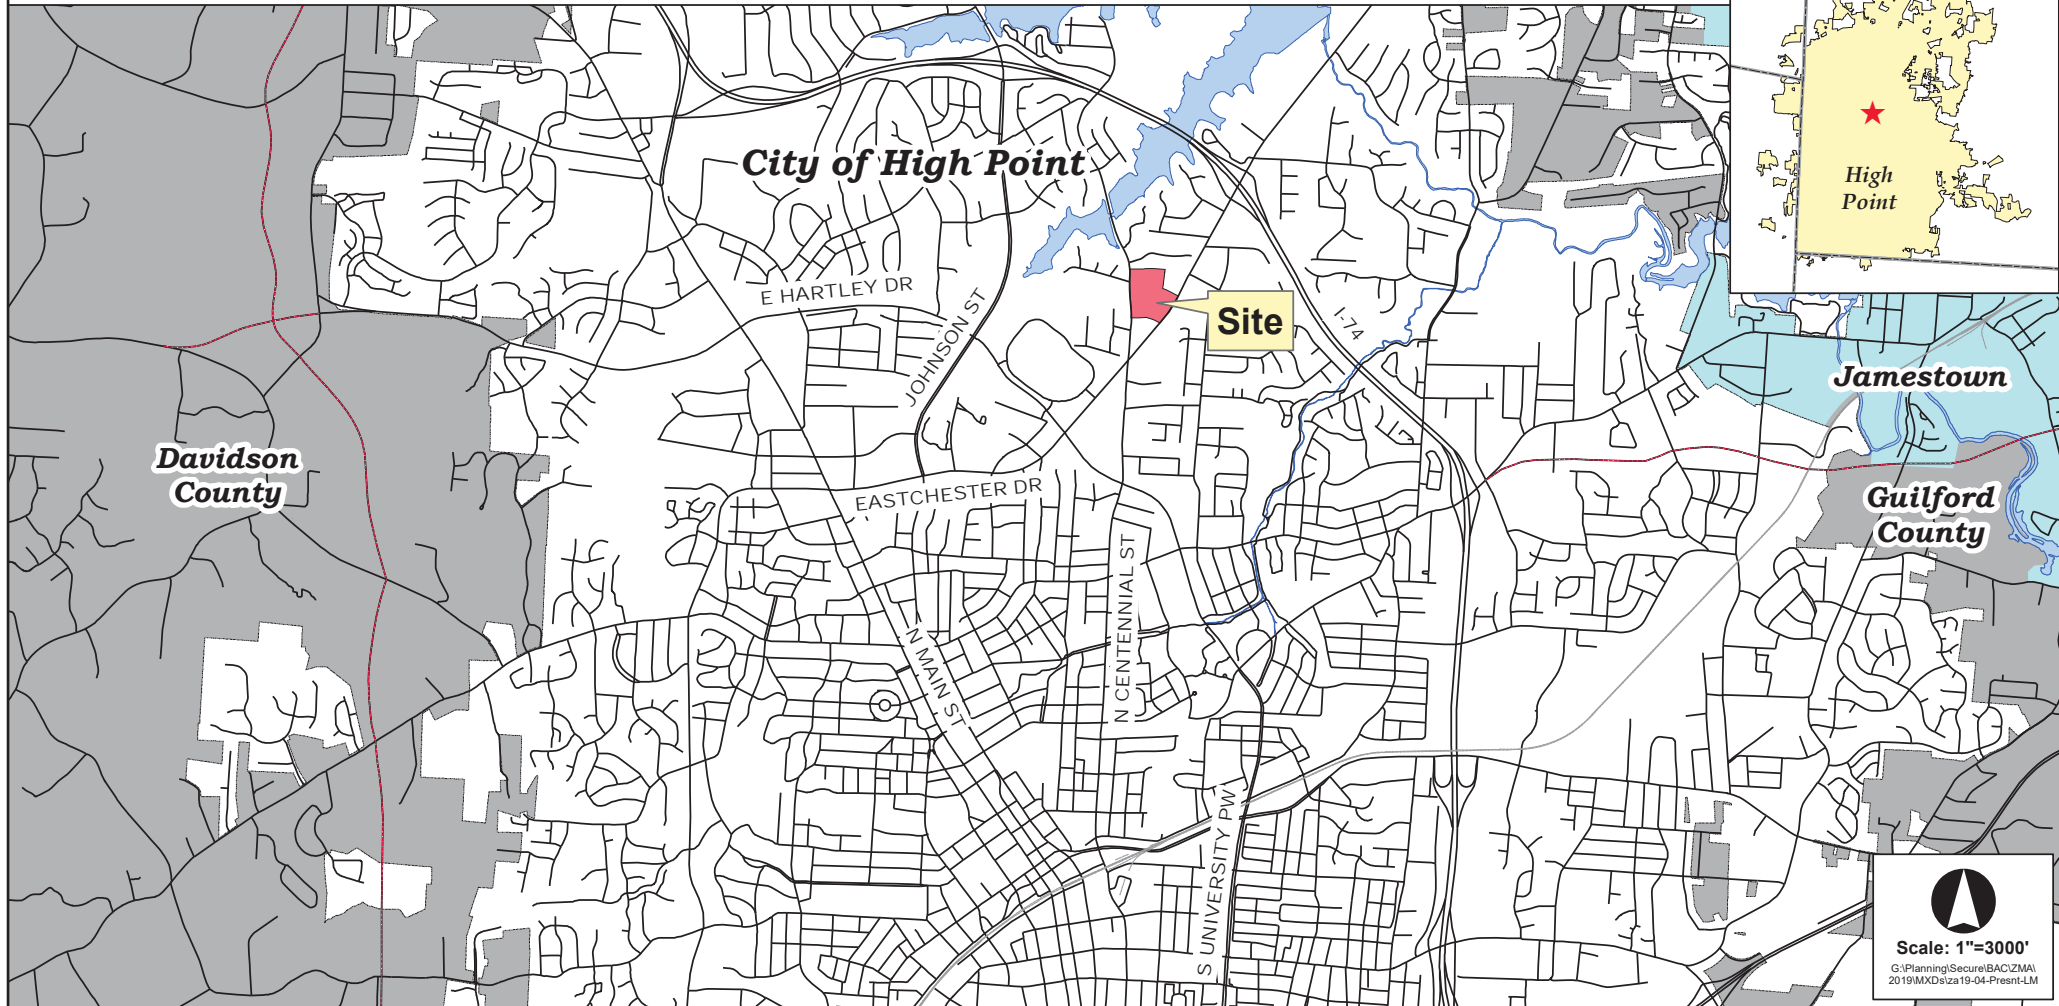 City of High Point
High
Point
E HARTLEY DR
JOHNSON ST
Site
I-74
Jamestown
Davidson
County
EASTCHESTER DR
Guilford
County
N CENTENNIAL ST
N MAIN ST
S UNIVERSITY PW
Scale: 1"=3000'
G:\Planning\Secure\BAC\ZMA\
2019\MXDs\za19-04-Presnt-LM